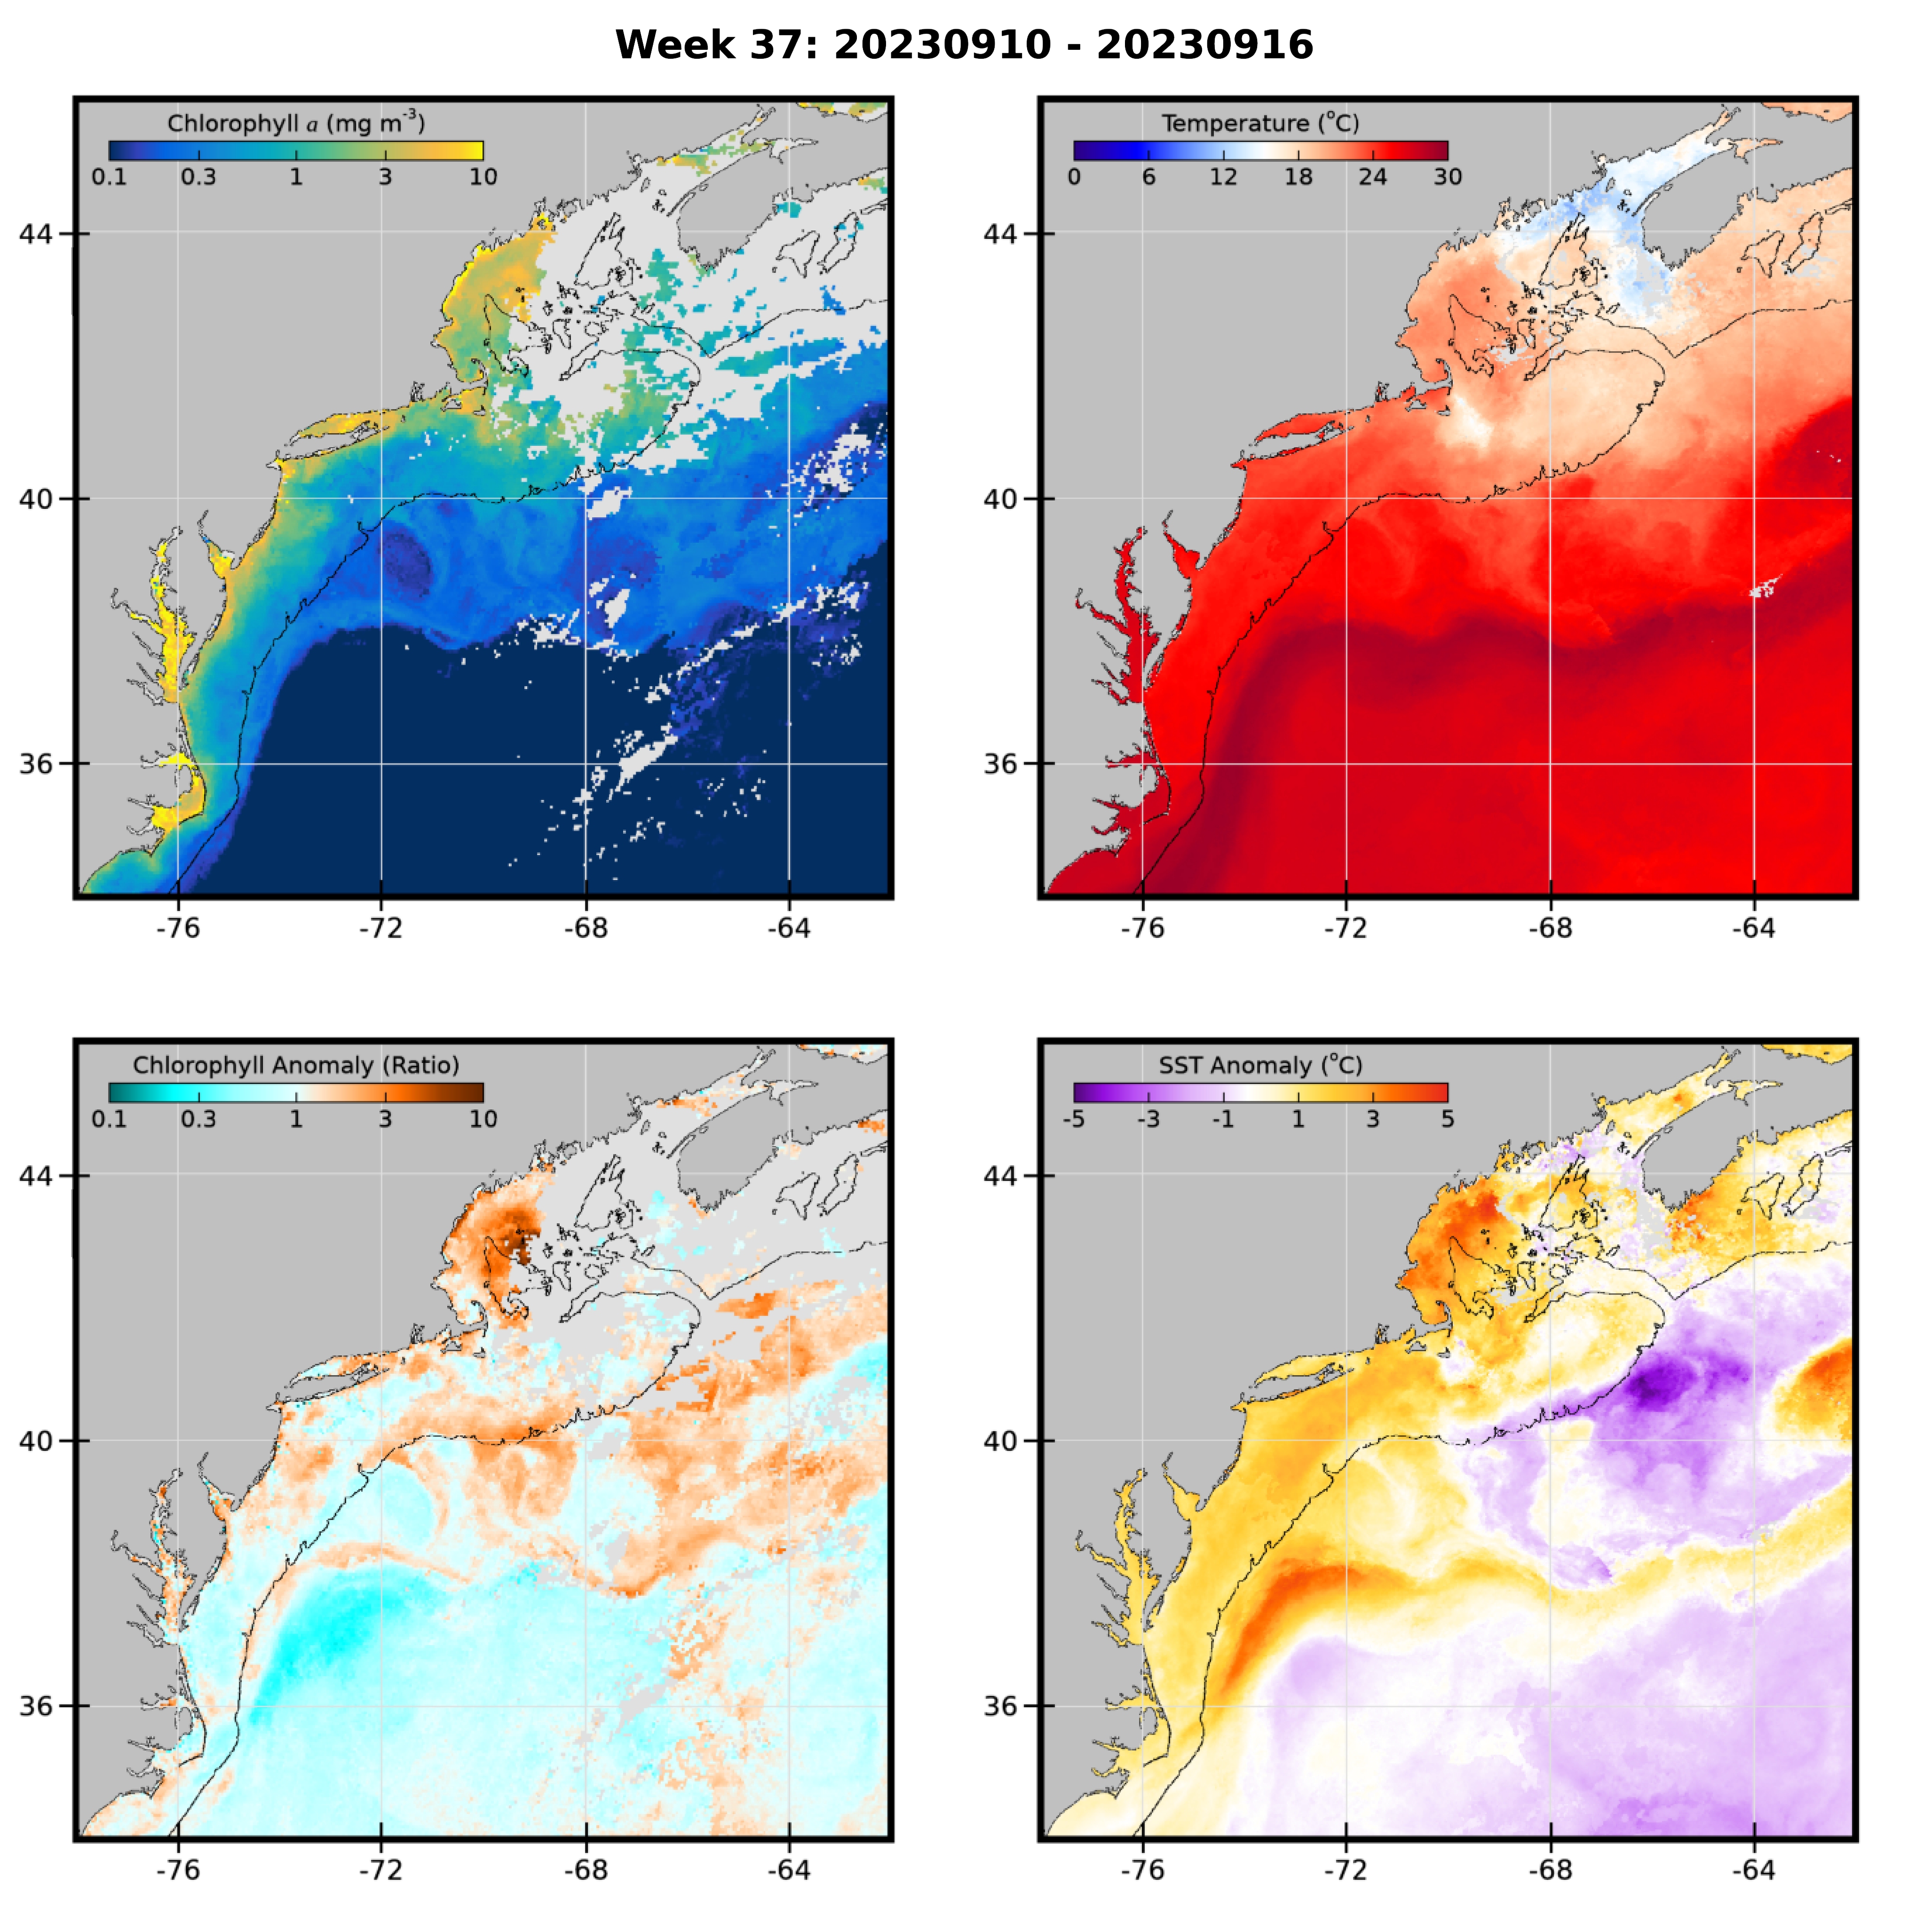 Week 37: 20230910 - 20230916
Chlorophyll a (mg m-3)
0.1 0.3 1 3 10
44
40
36
-76 -72 -68 -64
Temperature (oC)
0 6 12 18 24 30
44
40
36
-76 -72 -68 -64
Chlorophyll Anomaly (Ratio)
0.1 0.3 1 3 10
44
40
36
-76 -72 -68 -64
SST Anomaly (oC)
-5 -3 -1 1 3 5
44
40
36
-76 -72 -68 -64